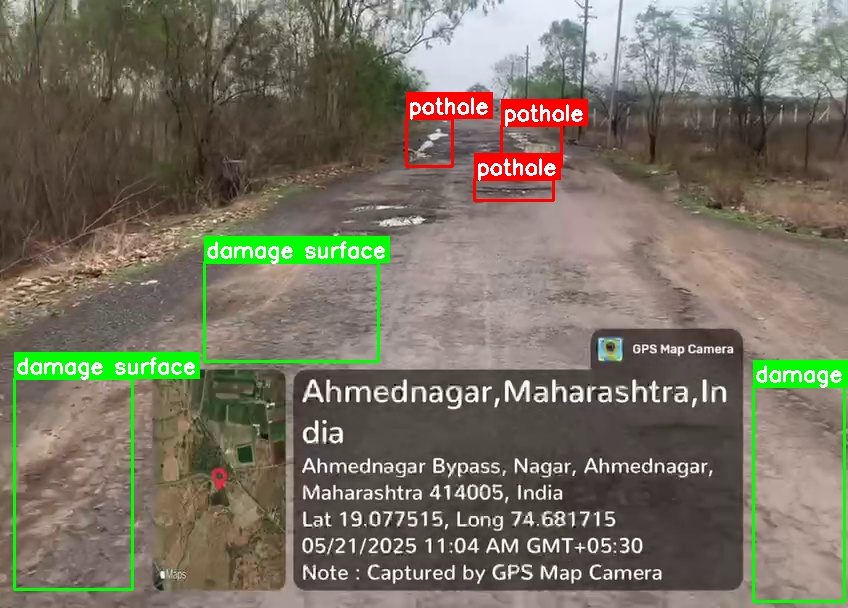 pothole
pothole
pothole
damage surface
damage surface
damage
GPS Map Camera
Ahmednagar,Maharashtra,In
dia
Ahmednagar Bypass, Nagar, Ahmednagar,
Maharashtra 414005, India
Lat 19.077515, Long 74.681715
05/21/2025 11:04 AM GMT+05:30
Note : Captured by GPS Map Camera
Maps